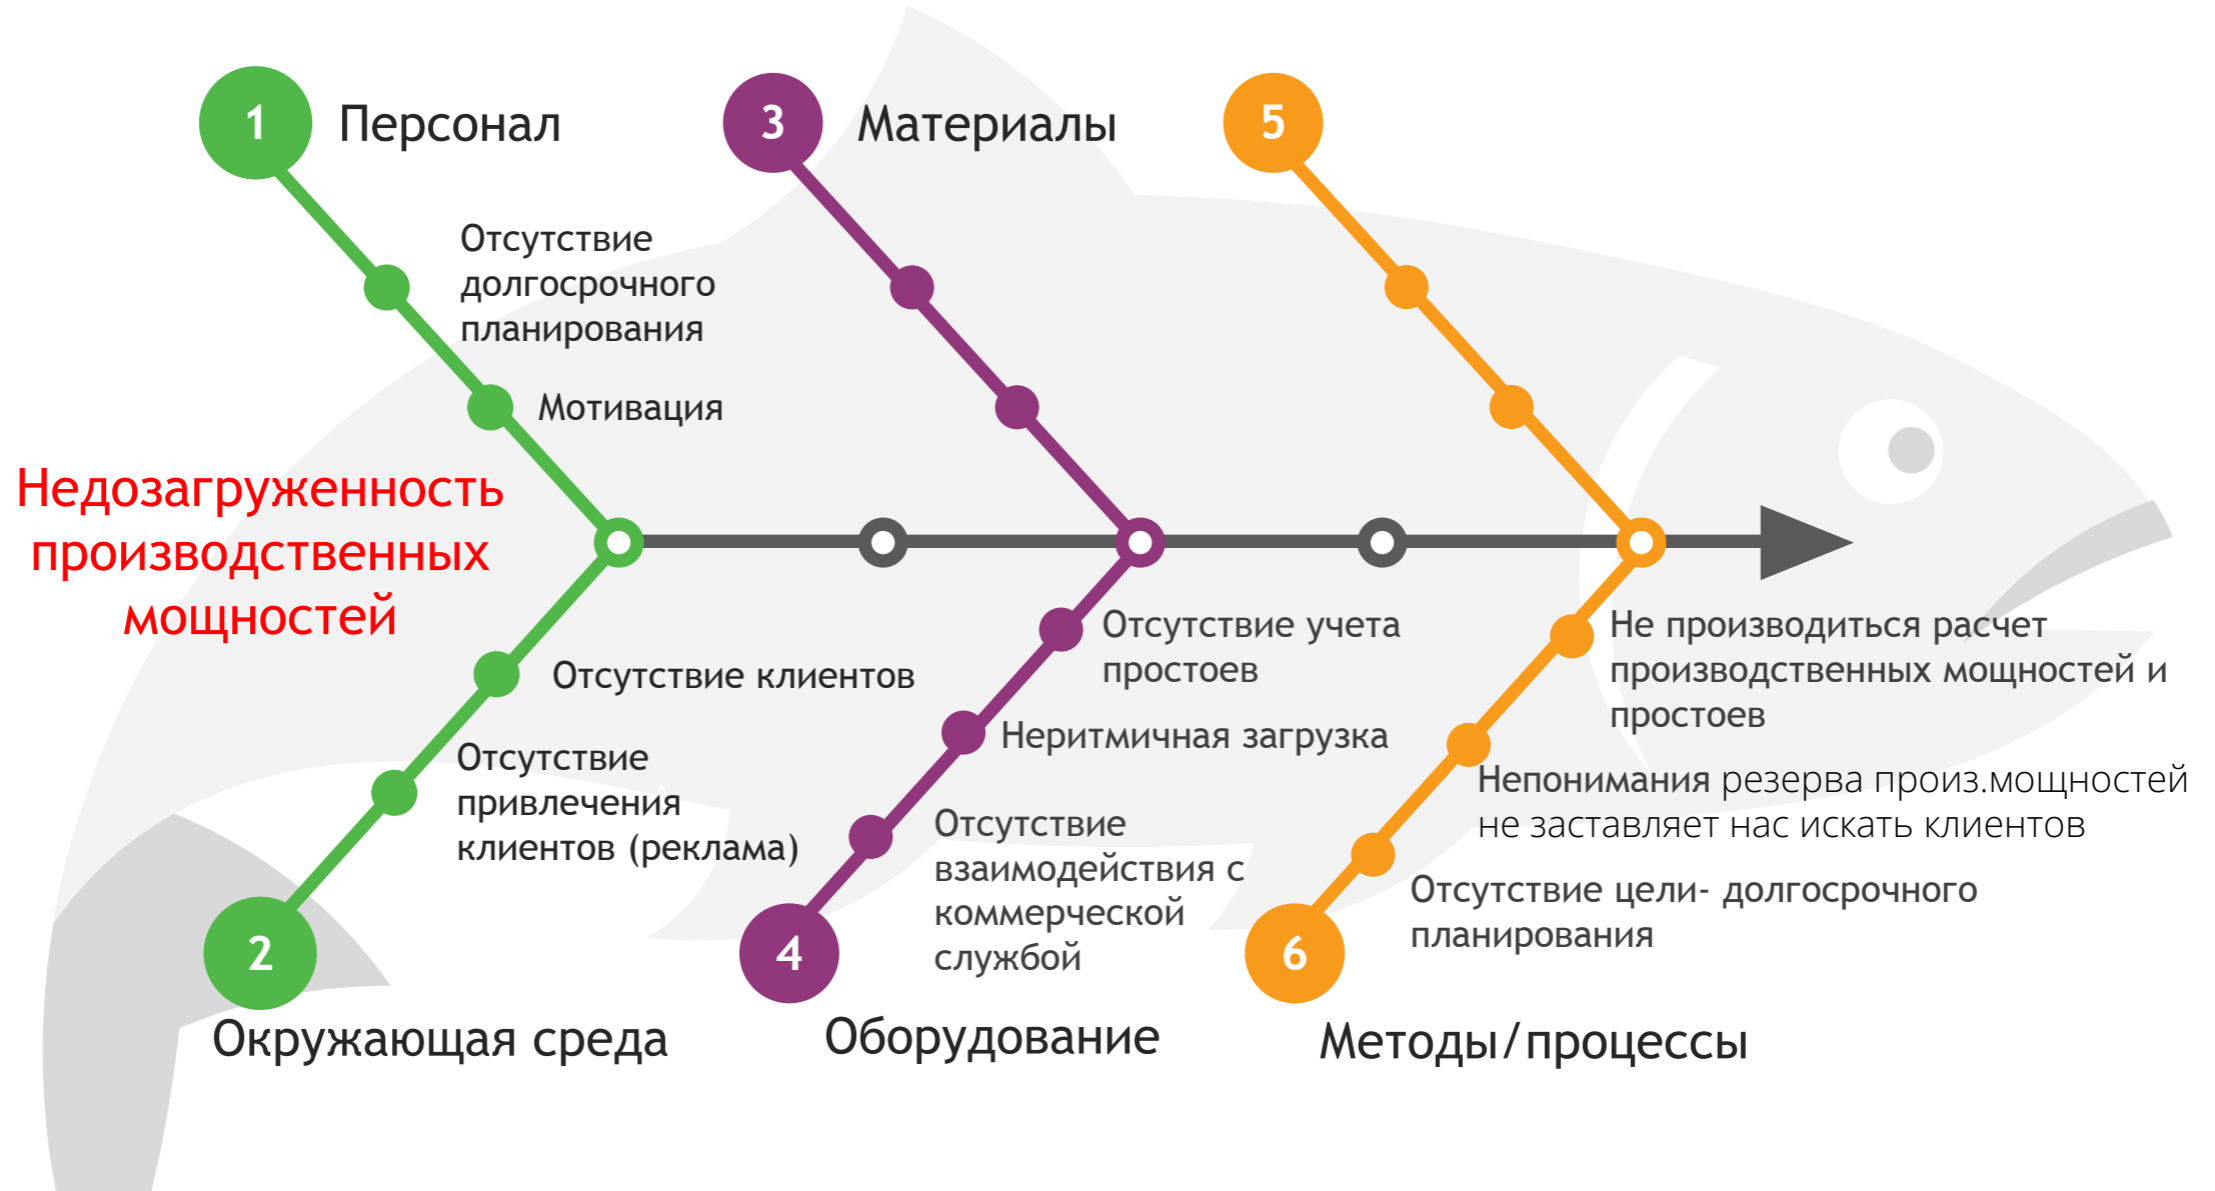 1
Персонал
Отсутствие
долгосрочного
планирования
Мотивация
3
Материалы
5
Недозагруженность
производственных
мощностей
Отсутствие клиентов
Отсутствие
привлечения
клиентов (реклама)
2
Окружающая среда
Отсутствие учета
простоев
Неритмичная загрузка
Отсутствие
взаимодействия с
коммерческой
службой
4
Оборудование
Не производиться расчет
производственных мощностей и
простоев
Непонимания резерва произ.мощностей
не заставляет нас искать клиентов
Отсутствие цели- долгосрочного
планирования
6
Методы/процессы